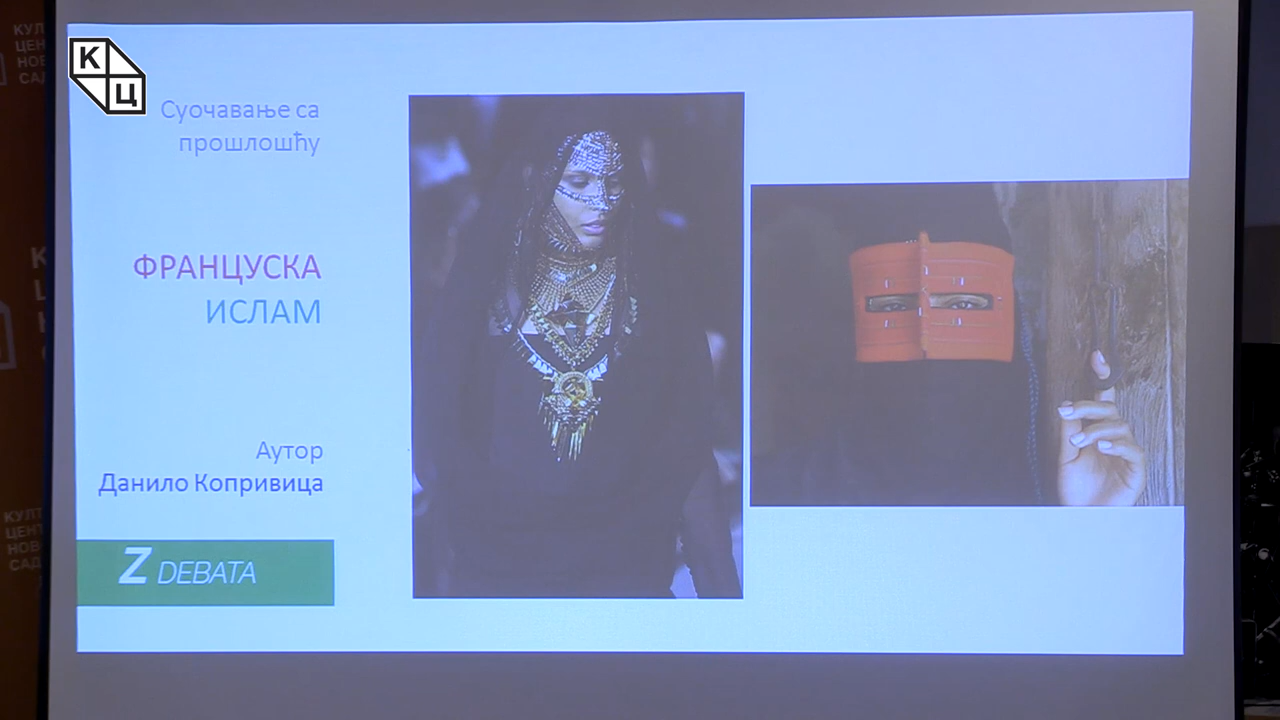 К
Ц
Суочавање са
прошлошћу
ФРАНЦУСКА
ИСЛАМ
Аутор
Данило Копривица
Z DEBATA